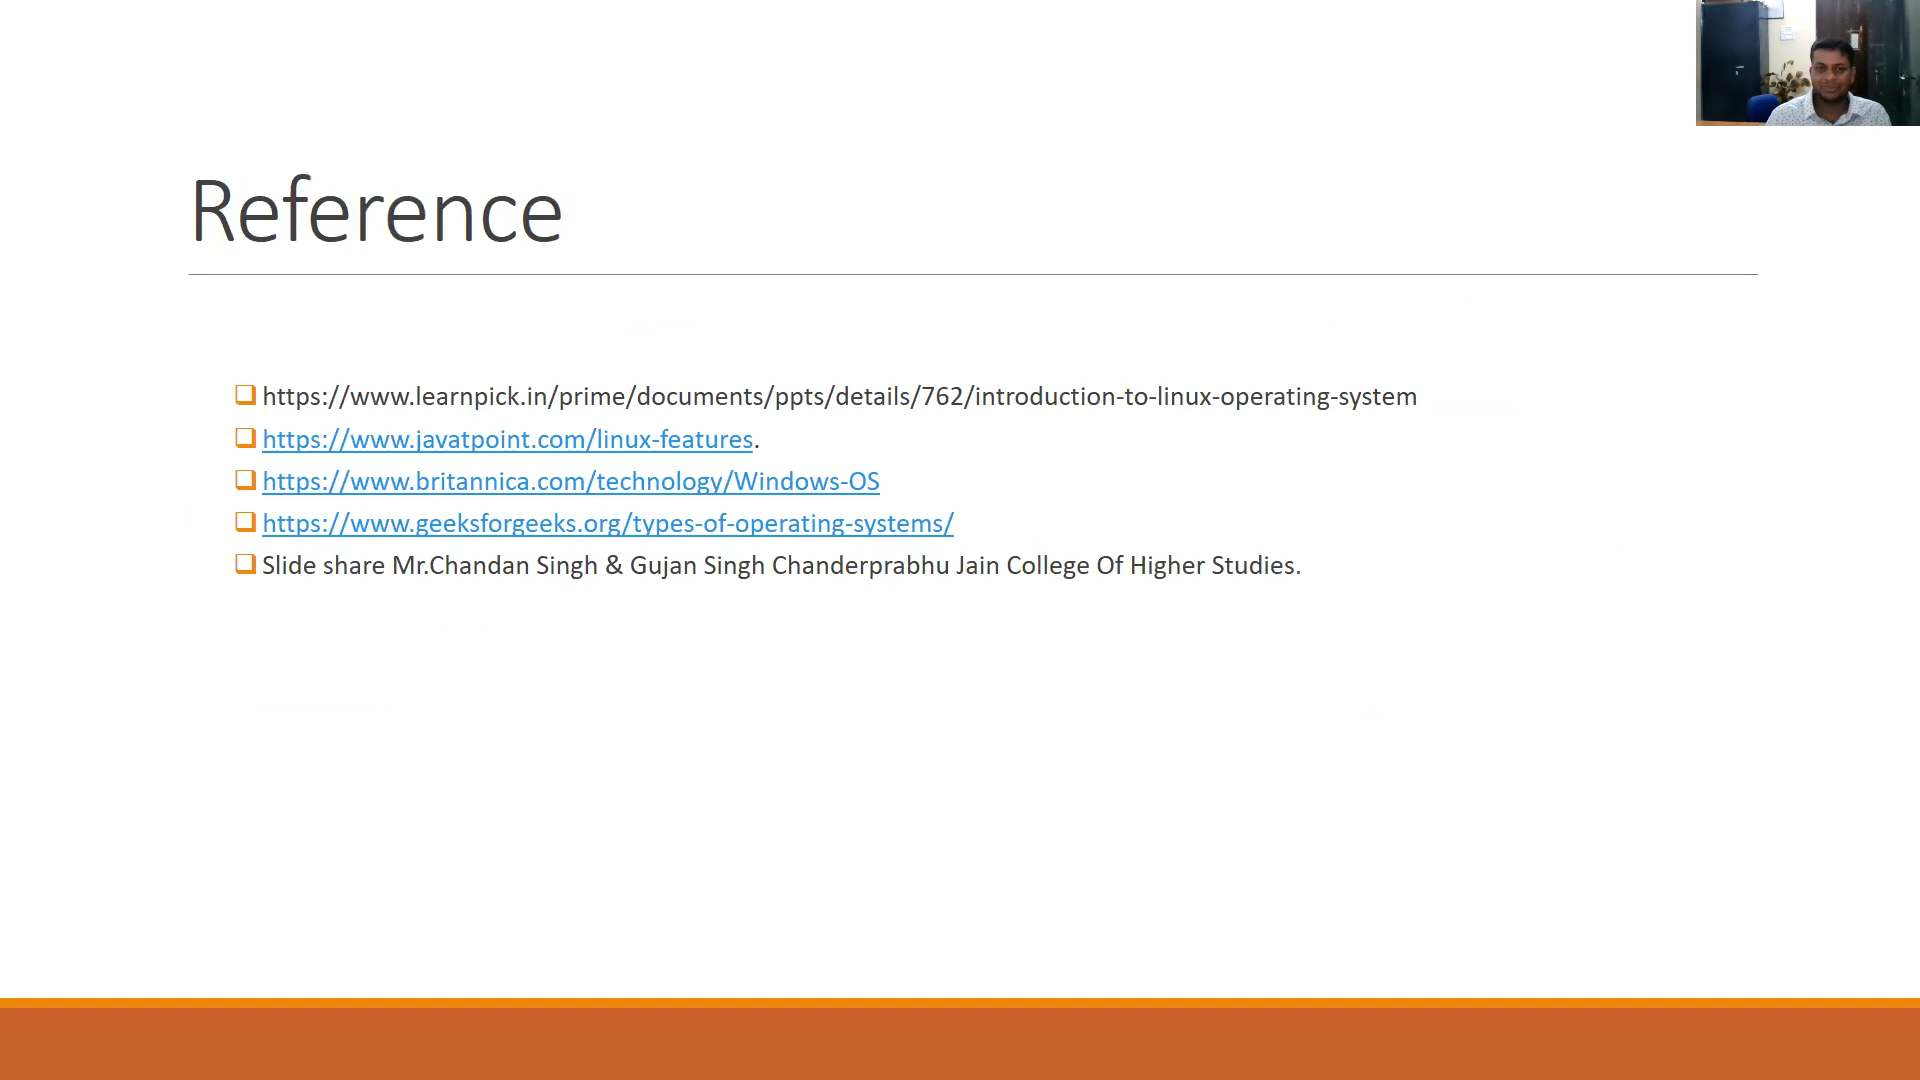 Reference
https://www.learnpick.in/prime/documents/ppts/details/762/introduction-to-linux-operating-system
https://www.javatpoint.com/linux-features.
https://www.britannica.com/technology/Windows-OS
https://www.geeksforgeeks.org/types-of-operating-systems/
Slide share Mr.Chandan Singh & Gujan Singh Chanderprabhu Jain College Of Higher Studies.